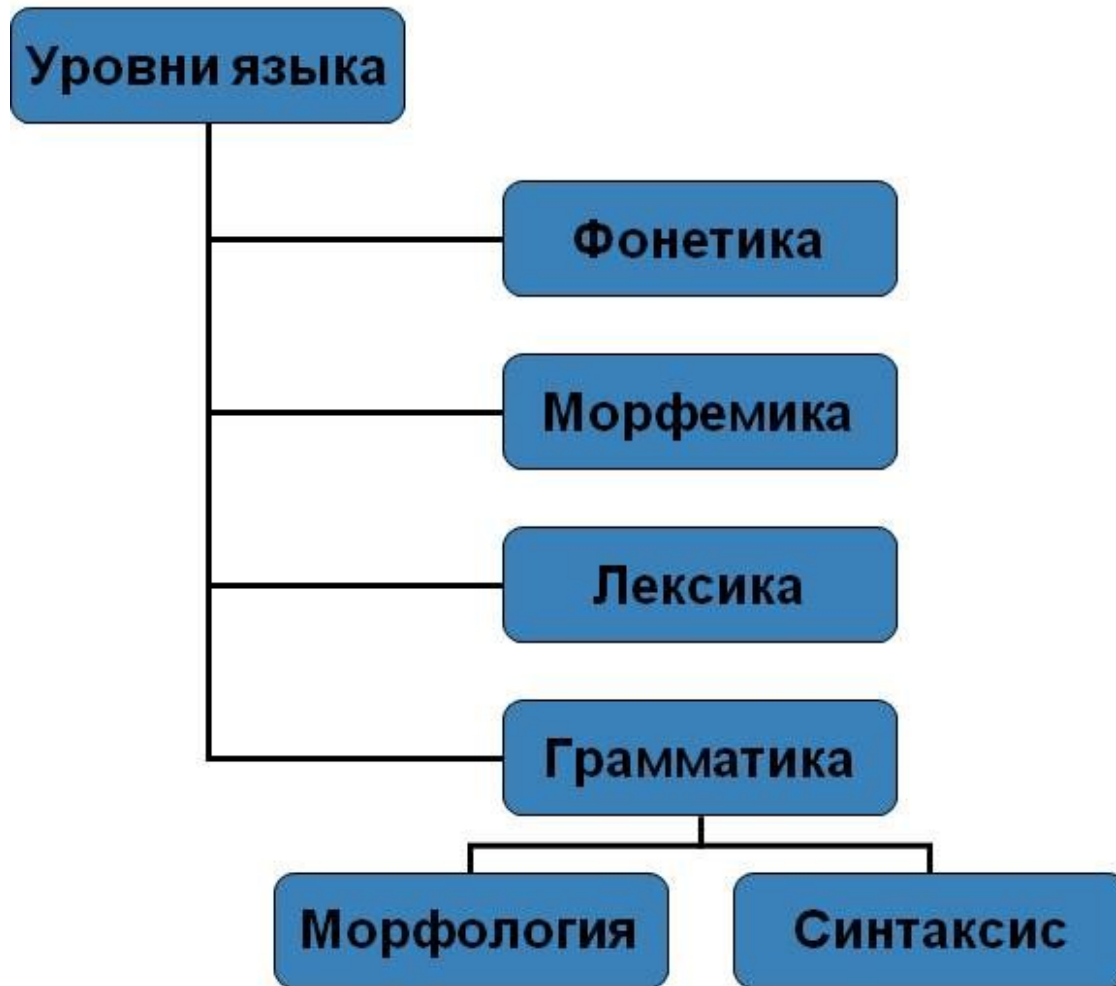 Уровни языка
Фонетика
Морфемика
Лексика
Грамматика
Морфология
Синтаксис